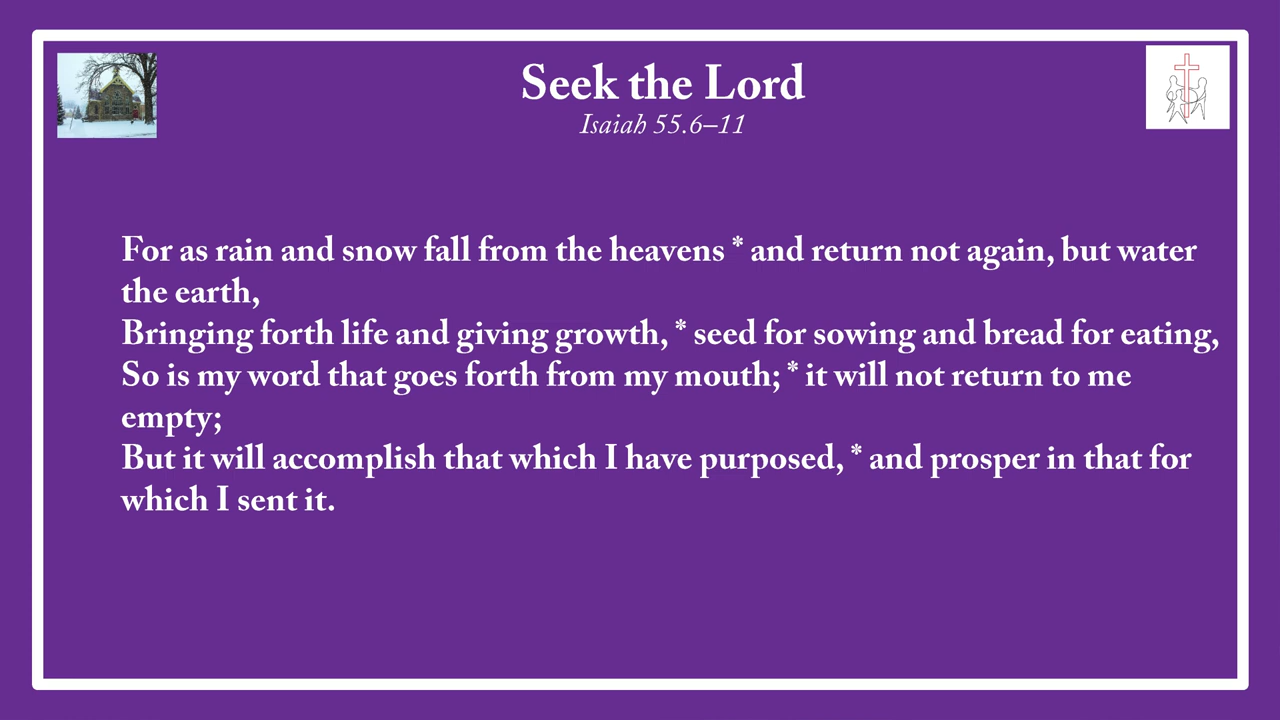 Seek the Lord
Isaiah 55.6–11
For as rain and snow fall from the heavens * and return not again, but water
the earth,
Bringing forth life and giving growth, * seed for sowing and bread for eating,
So is my word that goes forth from my mouth; * it will not return to me
empty;
But it will accomplish that which I have purposed, * and prosper in that for
which I sent it.